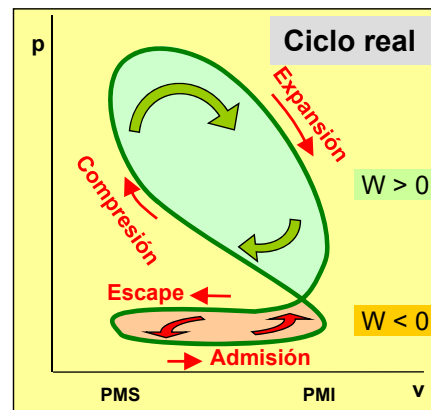 Ciclo real
p
Expansión
Compresión
W > 0
Escape
W < 0
Admisión
PMS
PMI
v